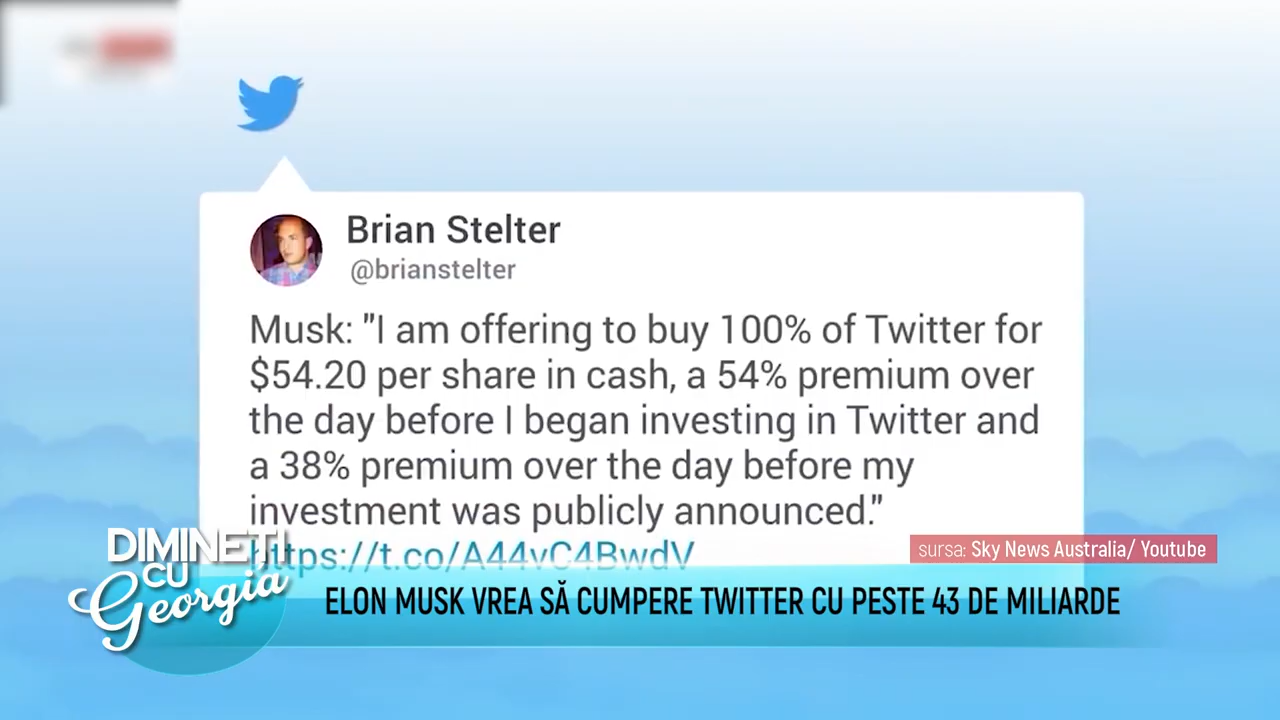 Brian Stelter
@brianstelter
Musk: "I am offering to buy 100% of Twitter for
$54.20 per share in cash, a 54% premium over
the day before I began investing in Twitter and
a 38% premium over the day before my
investment was publicly announced."
https://t.co/A44vC4BwdV
sursa: Sky News Australia/ Youtube
DIMINEȚI
CU
Georgia
ELON MUSK VREA SĂ CUMPERE TWITTER CU PESTE 43 DE MILIARDE